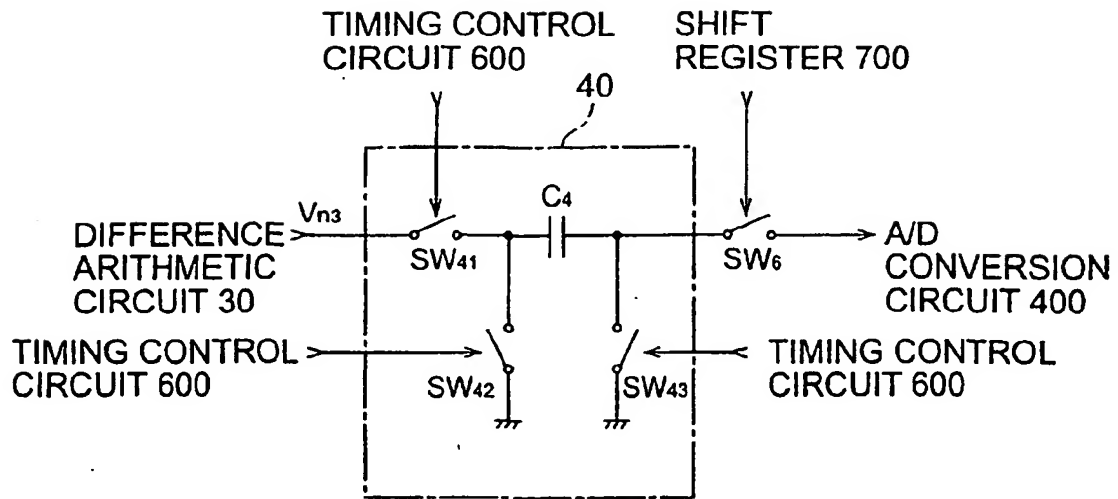 TIMING CONTROL
CIRCUIT 600
SHIFT
REGISTER 700
40
Vn3
C4
DIFFERENCE
ARITHMETIC
CIRCUIT 30
SW41
SW6
A/D
CONVERSION
CIRCUIT 400
TIMING CONTROL
CIRCUIT 600
SW42
SW43
TIMING CONTROL
CIRCUIT 600